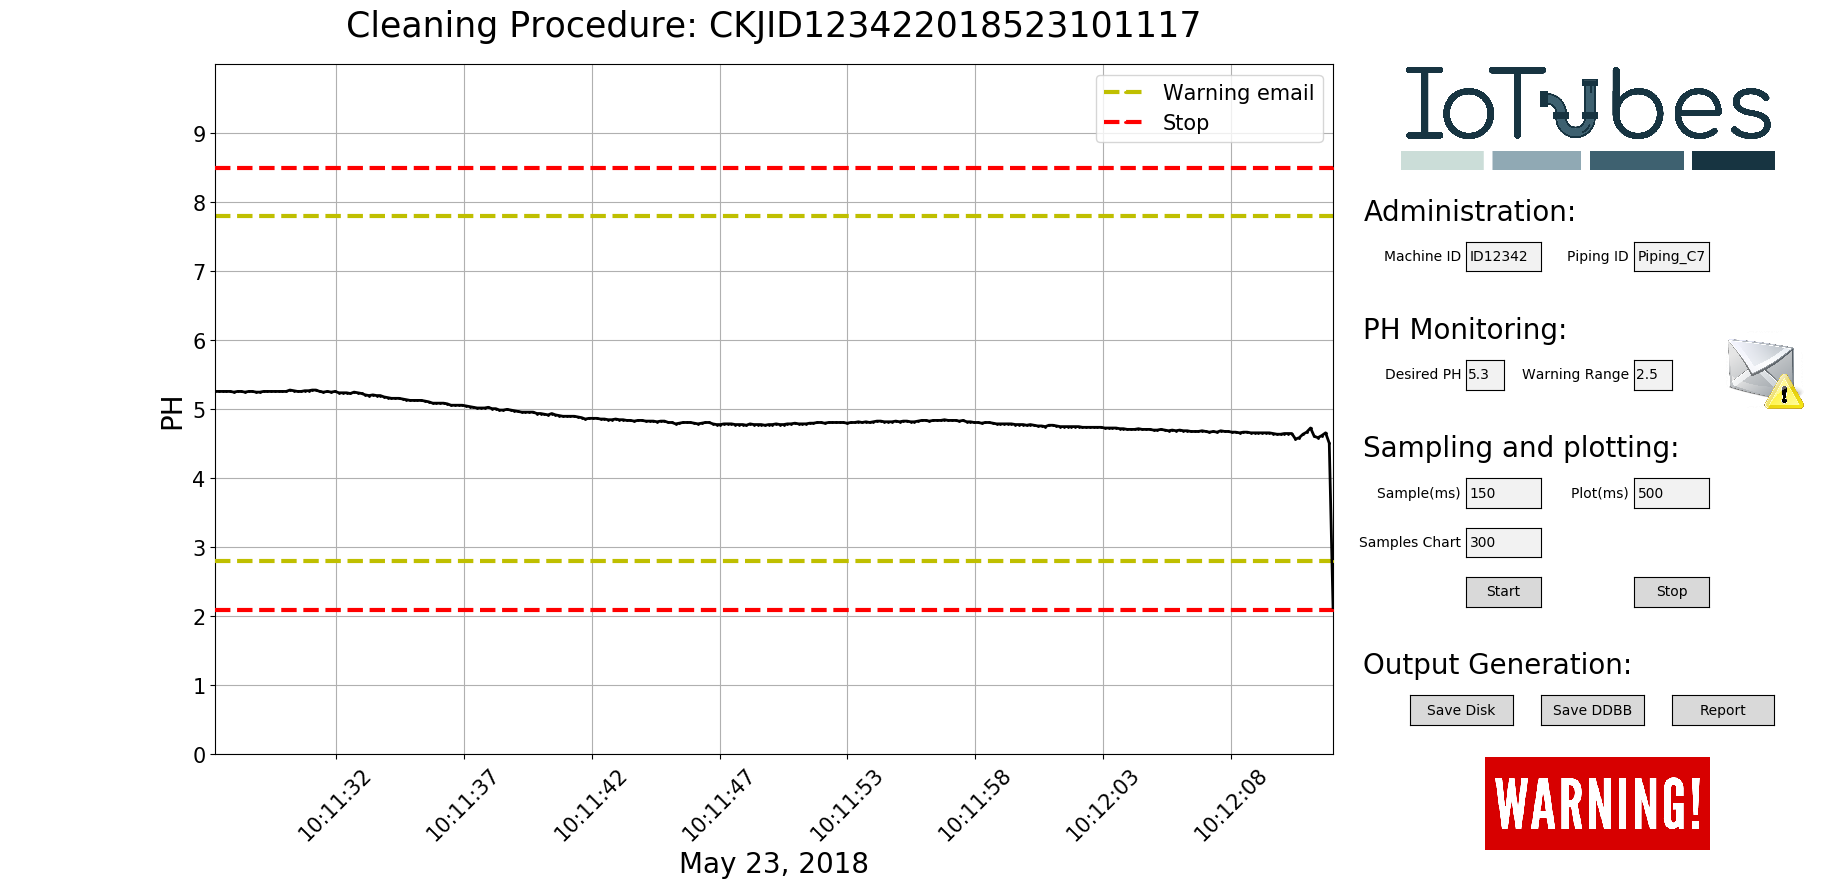 Cleaning Procedure: CKJID123422018523101117
Warning email
Stop
9
8
7
6
5
4
3
2
1
0
PH
10:11:32
10:11:37
10:11:42
10:11:47
10:11:53
10:11:58
10:12:03
10:12:08
May 23, 2018
IoTubes
Administration:
Machine ID ID12342 Piping ID Piping_C7
PH Monitoring:
Desired PH 5.3 Warning Range 2.5
Sampling and plotting:
Sample(ms) 150 Plot(ms) 500
Samples Chart 300
Start Stop
Output Generation:
Save Disk Save DDBB Report
WARNING!